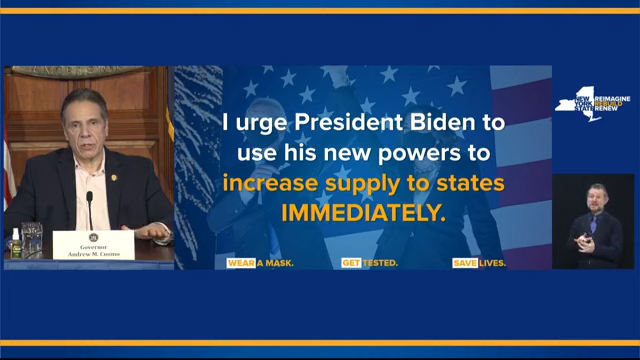 I urge President Biden to
use his new powers to
increase supply to states
IMMEDIATELY.
WEAR A MASK.
GET TESTED.
SAVE LIVES.
Governor
Andrew M. Cuomo
NEW YORK STATE
REIMAGINE
REBUILD
RENEW